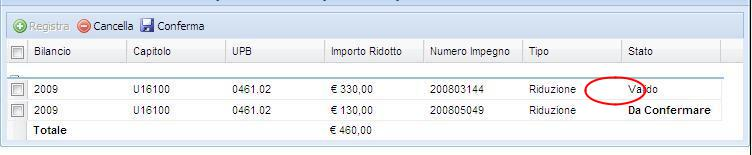 Registra Cancella Conferma
Bilancio Capitolo UPB Importo Ridotto Numero Impegno Tipo Stato
2009 U16100 0461.02 € 330,00 200803144 Riduzione Valido
2009 U16100 0461.02 € 130,00 200805049 Riduzione Da Confermare
Totale € 460,00